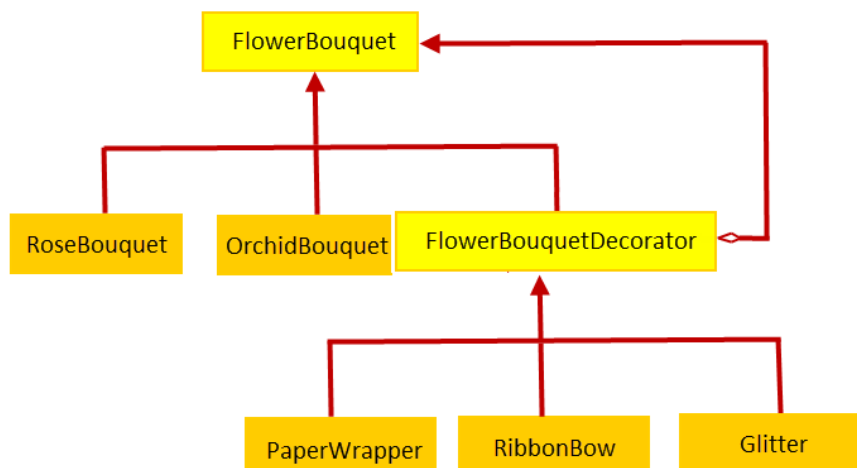 FlowerBouquet
RoseBouquet
OrchidBouquet
FlowerBouquetDecorator
PaperWrapper
RibbonBow
Glitter